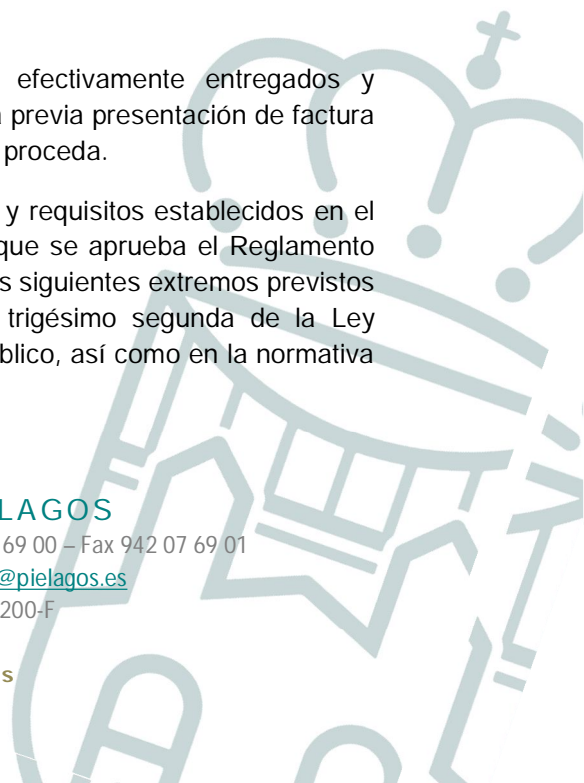 efectivamente entregados y
previa presentación de factura
proceda.
y requisitos establecidos en el
que se aprueba el Reglamento
s siguientes extremos previstos
trigésimo segunda de la Ley
blico, así como en la normativa
LAGOS
69 00 – Fax 942 07 69 01
@pielagos.es
200-F
s